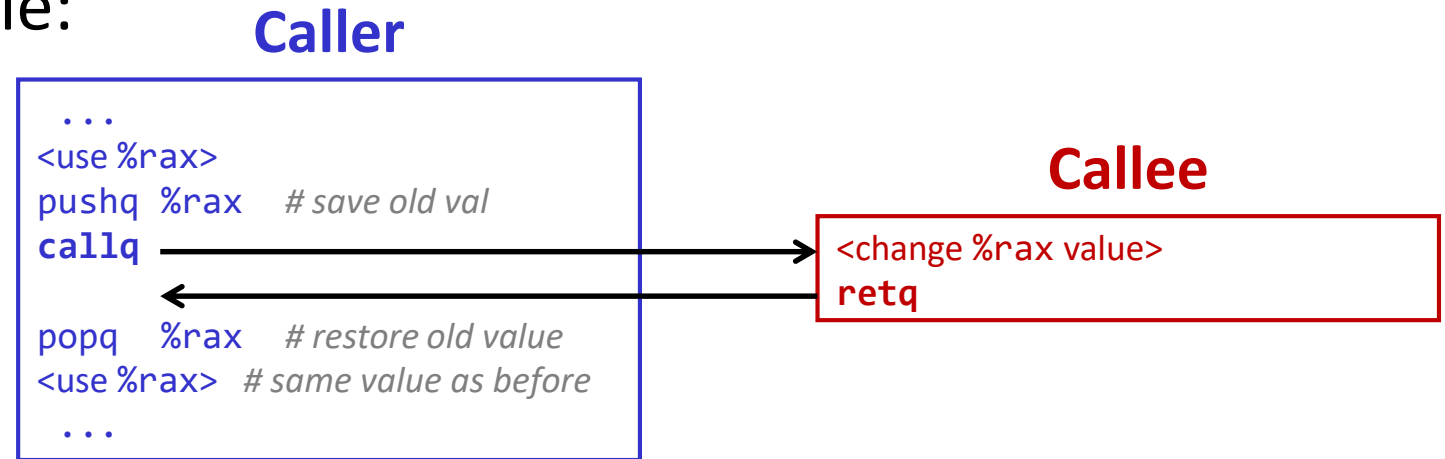 le:
Caller
...
<use %rax>
pushq %rax # save old val
callq
popq %rax # restore old value
<use %rax> # same value as before
...
Callee
<change %rax value>
retq